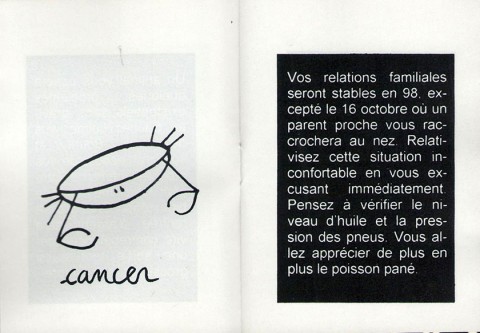 cancer
Vos relations familiales
seront stables en 98, ex-
cepté le 16 octobre où un
parent proche vous rac-
crochera au nez. Relati-
visez cette situation in-
confortable en vous ex-
cusant immédiatement.
Pensez à vérifier le ni-
veau d'huile et la pres-
sion des pneus. Vous al-
lez apprécier de plus en
plus le poisson pané.